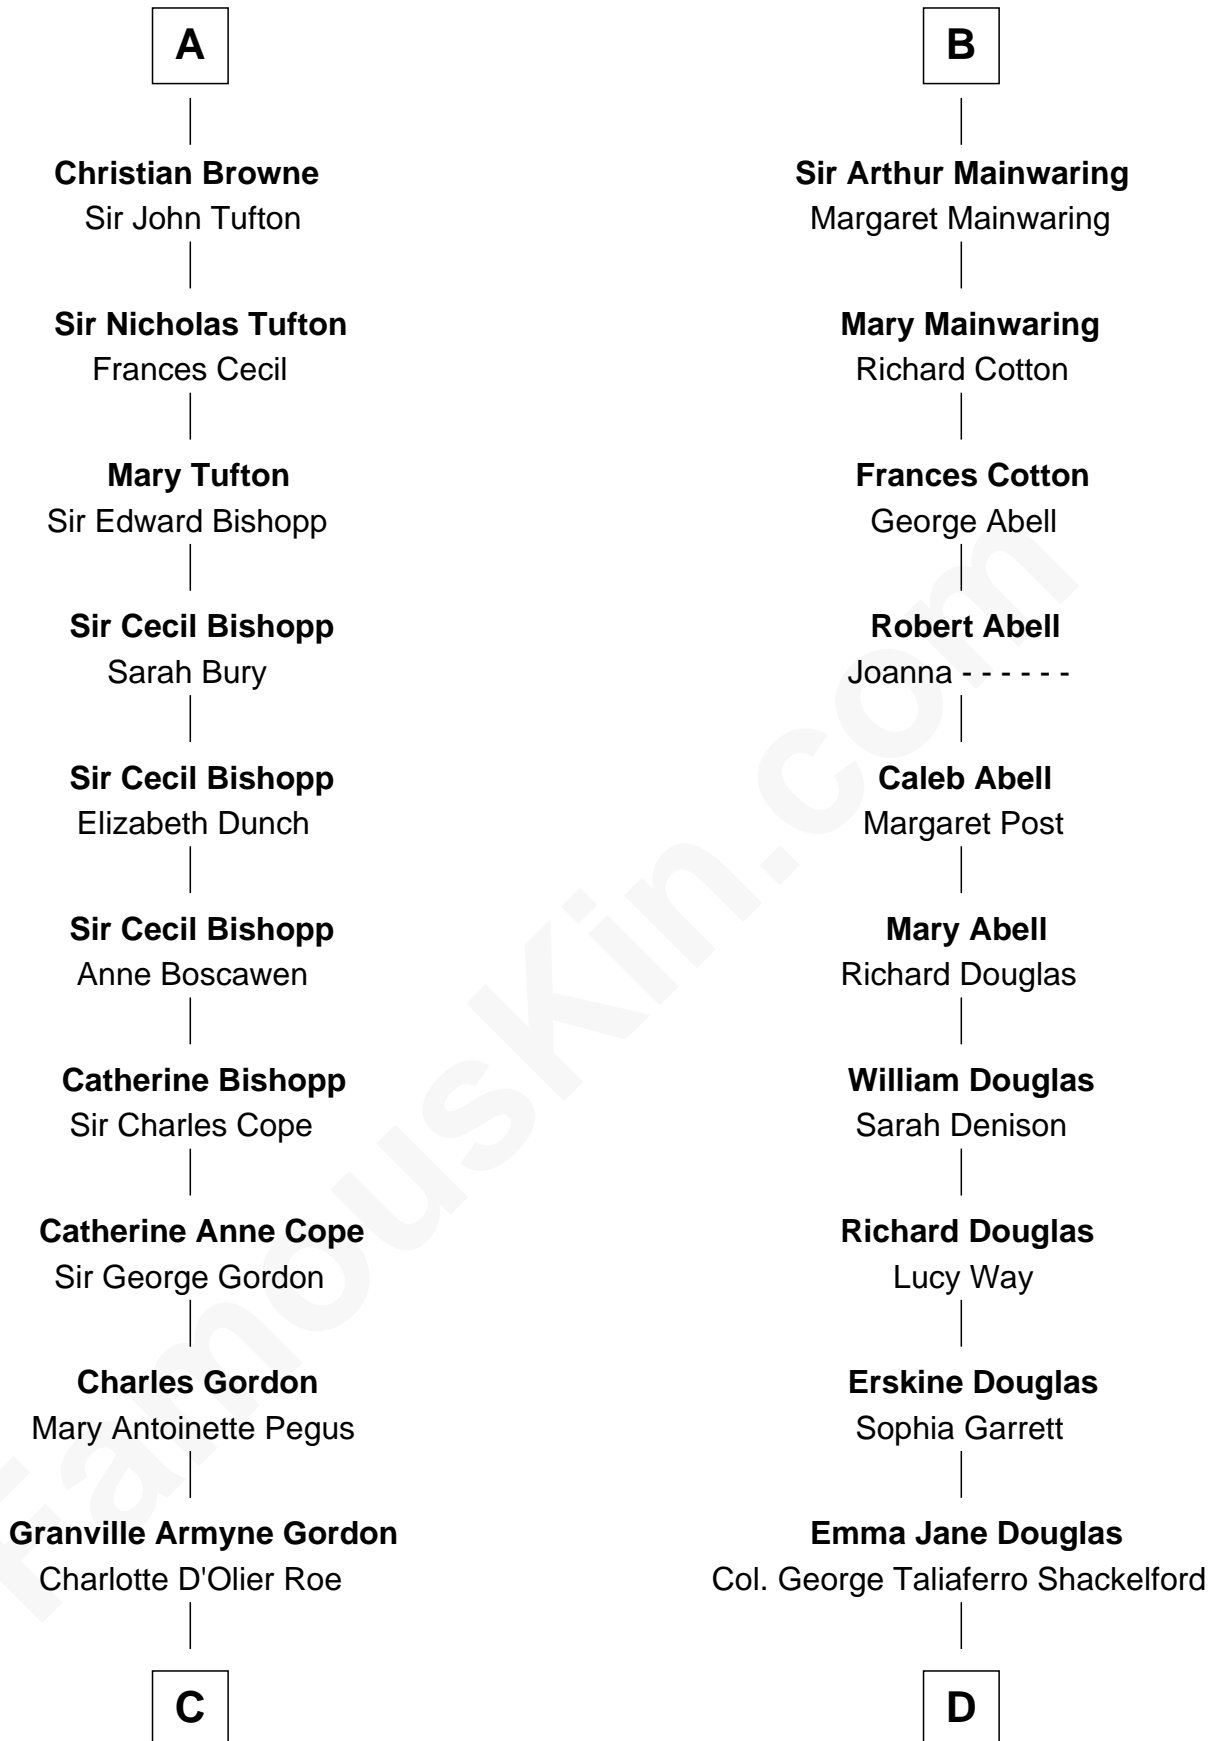 A
Christian Browne
Sir John Tufton
Sir Nicholas Tufton
Frances Cecil
Mary Tufton
Sir Edward Bishopp
Sir Cecil Bishopp
Sarah Bury
Sir Cecil Bishopp
Elizabeth Dunch
Sir Cecil Bishopp
Anne Boscawen
Catherine Bishopp
Sir Charles Cope
Catherine Anne Cope
Sir George Gordon
Charles Gordon
Mary Antoinette Pegus
Granville Armyne Gordon
Charlotte D'Olier Roe
C
B
Sir Arthur Mainwaring
Margaret Mainwaring
Mary Mainwaring
Richard Cotton
Frances Cotton
George Abell
Robert Abell
Joanna - - - - - -
Caleb Abell
Margaret Post
Mary Abell
Richard Douglas
William Douglas
Sarah Denison
Richard Douglas
Lucy Way
Erskine Douglas
Sophia Garrett
Emma Jane Douglas
Col. George Taliaferro Shackelford
D
FamousKin.com